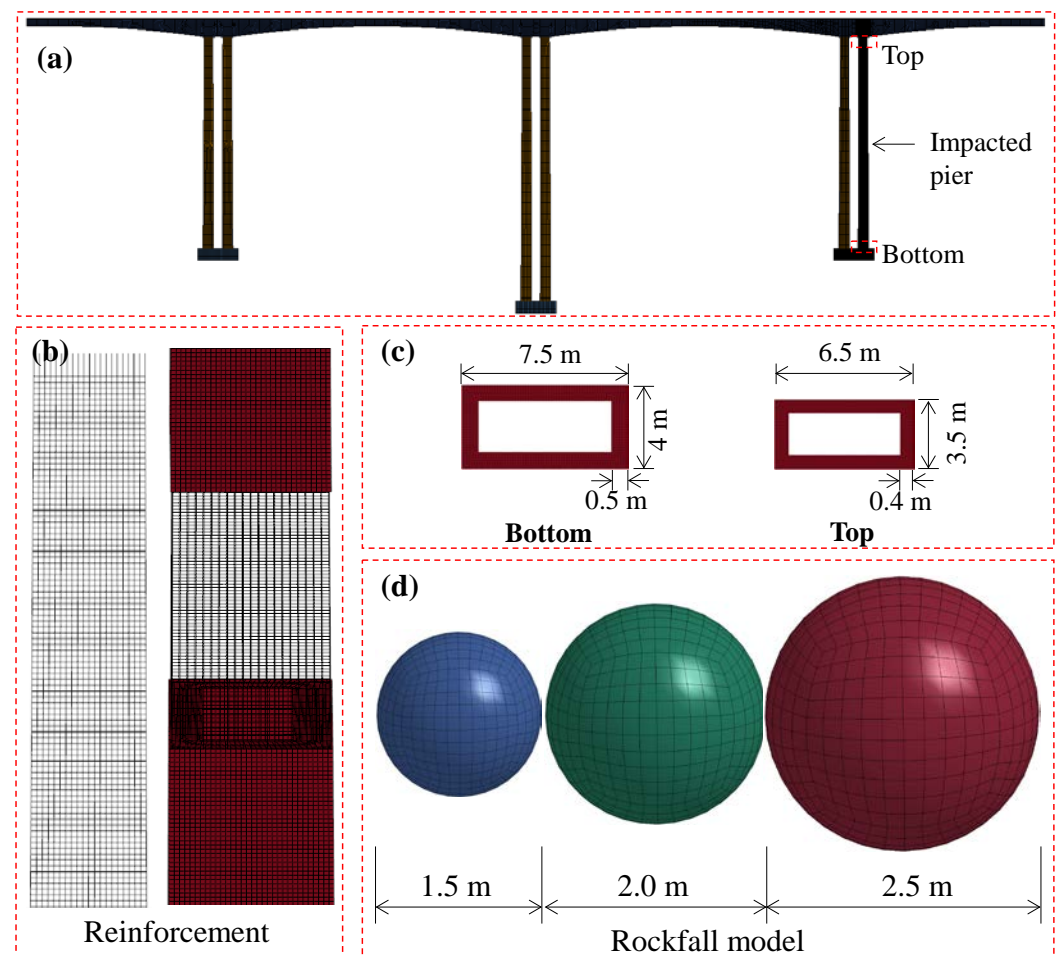 (a)
Top
Impacted
pier
Bottom
(b)
Reinforcement
(c)
7.5 m
4 m
0.5 m
Bottom
6.5 m
3.5 m
0.4 m
Top
(d)
1.5 m
2.0 m
2.5 m
Rockfall model